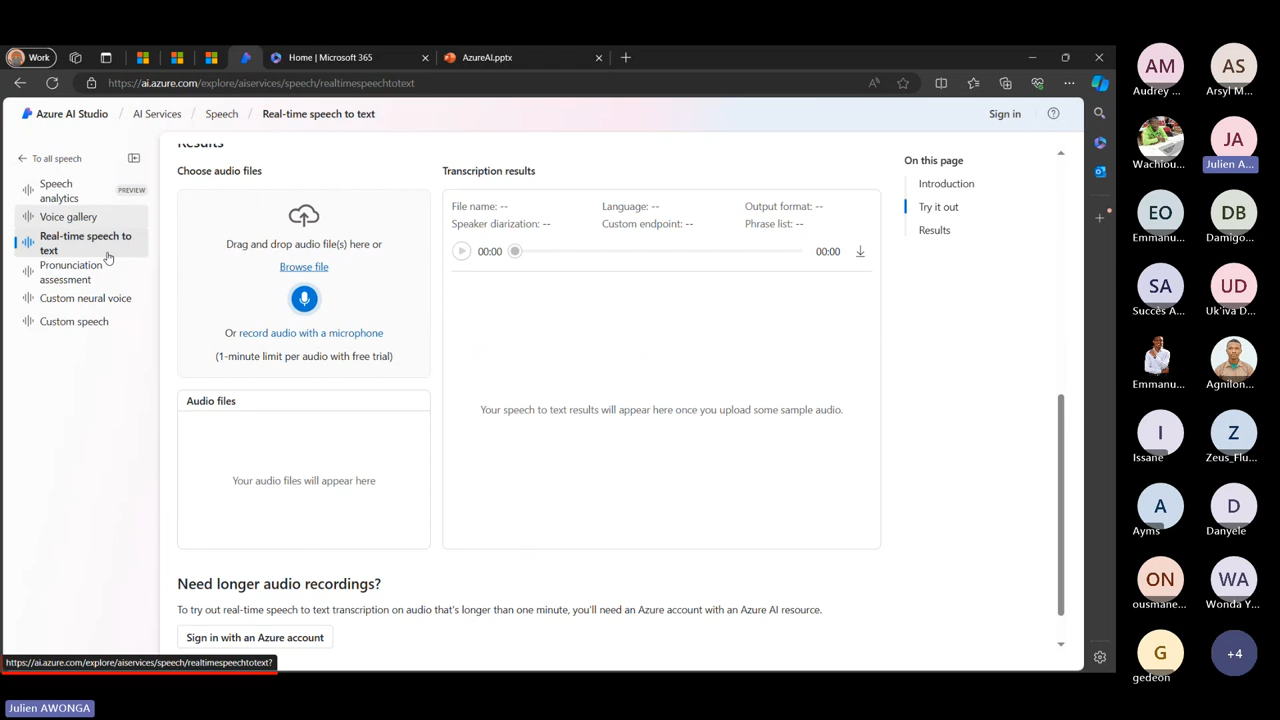 Work
Home | Microsoft 365
AzureAI.pptx
https://ai.azure.com/explore/aiservices/speech/realtimespeechtotext
Azure AI Studio / AI Services / Speech / Real-time speech to text
Sign in
To all speech
Speech analytics
PREVIEW
Voice gallery
Real-time speech to text
Pronunciation assessment
Custom neural voice
Custom speech
Results
Choose audio files
Drag and drop audio file(s) here or
Browse file
Or record audio with a microphone
(1-minute limit per audio with free trial)
Audio files
Your audio files will appear here
Transcription results
File name: --
Language: --
Output format: --
Speaker diarization: --
Custom endpoint: --
Phrase list: --
00:00
00:00
Your speech to text results will appear here once you upload some sample audio.
On this page
Introduction
Try it out
Results
Need longer audio recordings?
To try out real-time speech to text transcription on audio that's longer than one minute, you'll need an Azure account with an Azure AI resource.
Sign in with an Azure account
https://ai.azure.com/explore/aiservices/speech/realtimespeechtotext?
Julien AWONGA
AM
Audrey ...
AS
Arsyl M...
Wachiou...
JA
Julien A...
EO
Emmanu...
DB
Damigo...
SA
Succès A...
UD
Uk'iva D...
Emmanu...
Agnilon...
I
Issane
Z
Zeus_Flu...
A
Ayms
D
Danyele
ON
ousmane...
WA
Wonda Y...
G
gedeon
+4